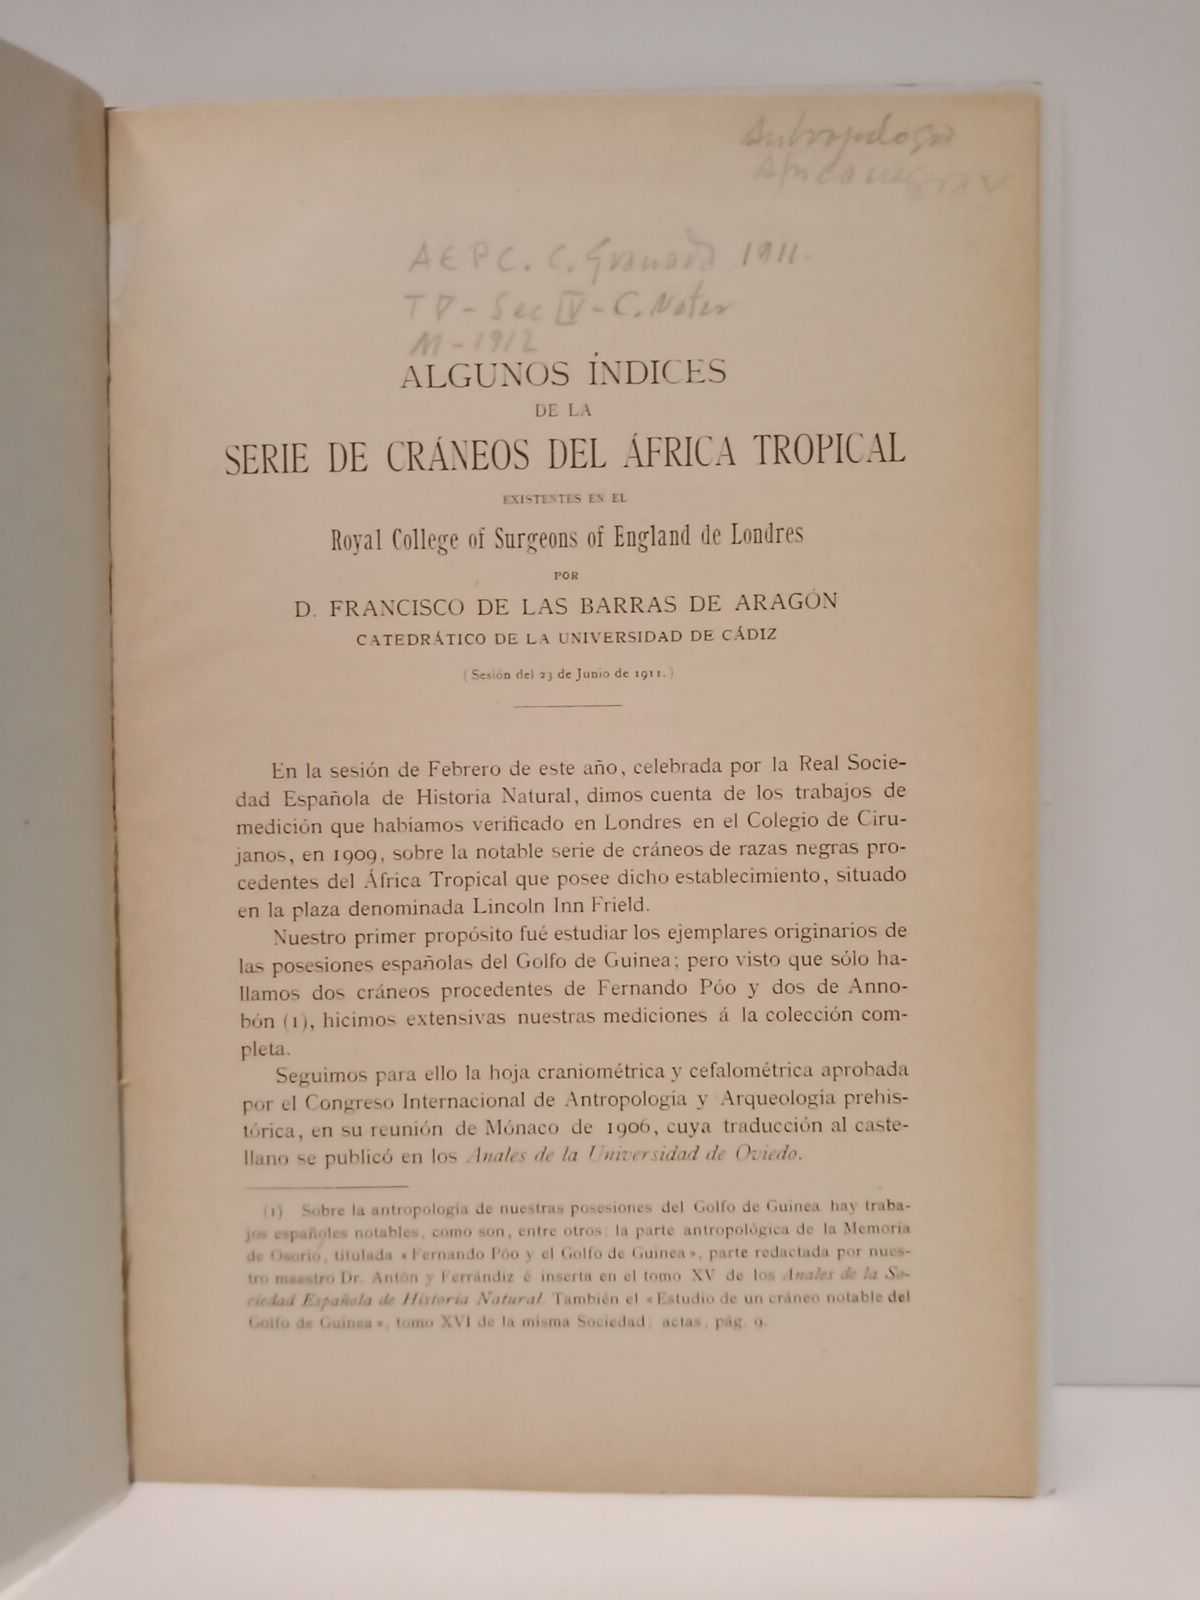 Antropología
Africa negra
AEPC. C. Granada 1911.
T V - Sec IV - C. Nater
M - 1912
ALGUNOS ÍNDICES
DE LA
SERIE DE CRÁNEOS DEL ÁFRICA TROPICAL
EXISTENTES EN EL
Royal College of Surgeons of England de Londres
POR
D. FRANCISCO DE LAS BARRAS DE ARAGÓN
CATEDRÁTICO DE LA UNIVERSIDAD DE CÁDIZ
(Sesión del 23 de Junio de 1911.)
En la sesión de Febrero de este año, celebrada por la Real Socie-
dad Española de Historia Natural, dimos cuenta de los trabajos de
medición que habíamos verificado en Londres en el Colegio de Ciru-
janos, en 1909, sobre la notable serie de cráneos de razas negras pro-
cedentes del África Tropical que posee dicho establecimiento, situado
en la plaza denominada Lincoln Inn Frield.
Nuestro primer propósito fué estudiar los ejemplares originarios de
las posesiones españolas del Golfo de Guinea; pero visto que sólo ha-
llamos dos cráneos procedentes de Fernando Póo y dos de Anno-
bón (1), hicimos extensivas nuestras mediciones á la colección com-
pleta.
Seguimos para ello la hoja craniométrica y cefalométrica aprobada
por el Congreso Internacional de Antropología y Arqueología prehis-
tórica, en su reunión de Mónaco de 1906, cuya traducción al caste-
llano se publicó en los Anales de la Universidad de Oviedo.
(1) Sobre la antropología de nuestras posesiones del Golfo de Guinea hay traba-
jos españoles notables, como son, entre otros: la parte antropológica de la Memoria
de Osorio, titulada «Fernando Póo y el Golfo de Guinea», parte redactada por nues-
tro maestro Dr. Antón y Ferrándiz é inserta en el tomo XV de los Anales de la So-
ciedad Española de Historia Natural. También el «Estudio de un cráneo notable del
Golfo de Guinea», tomo XVI de la misma Sociedad; actas, pág. 9.